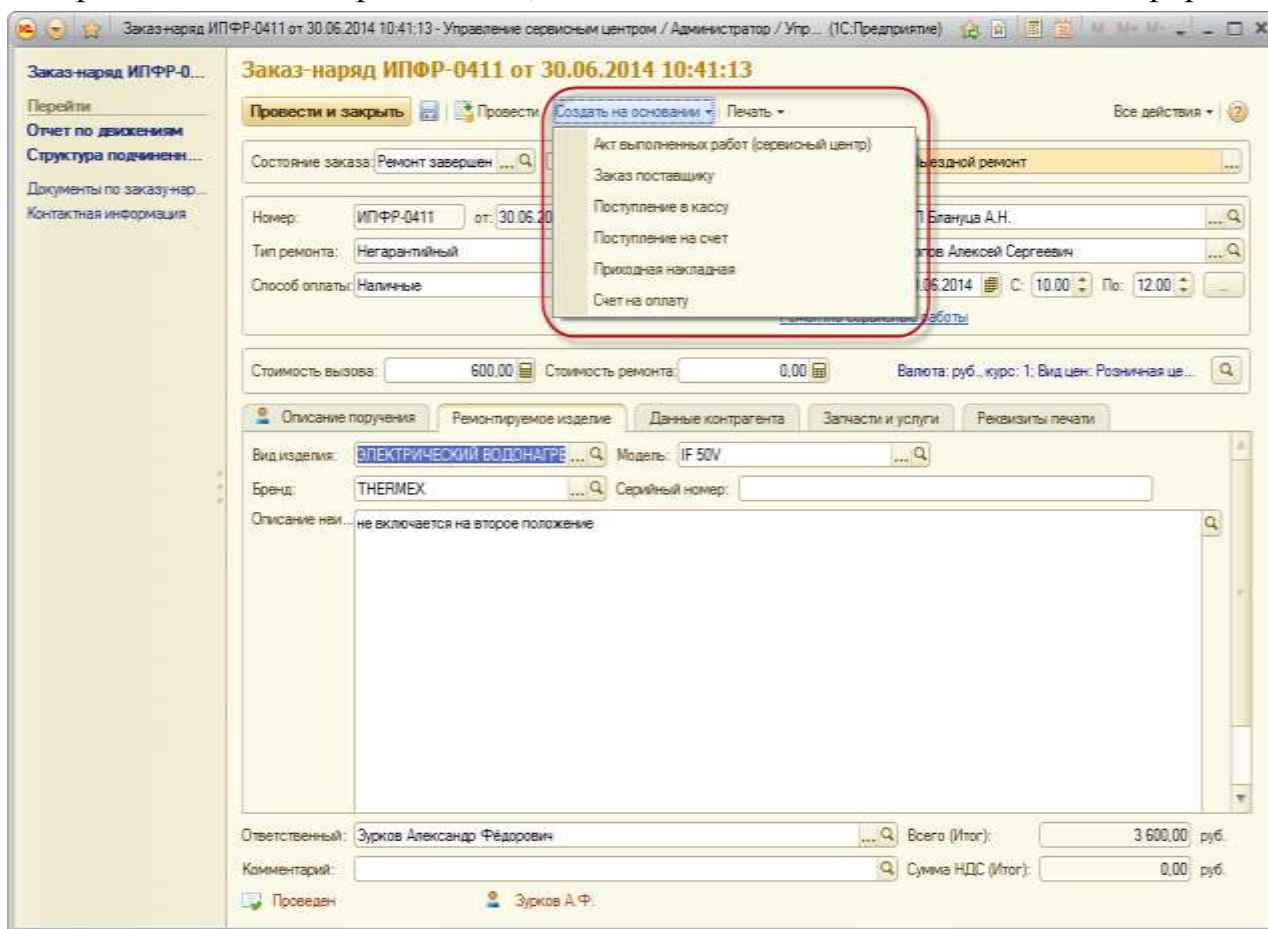 Заказ-наряд ИПФР-0411 от 30.06.2014 10:41:13 - Управление сервисным центром / Администратор / Упр... (1С:Предприятие) M M+ M-
Заказ-наряд ИПФР-0...
Перейти
Отчет по движениям
Структура подчиненн...
Документы по заказу-нар...
Контактная информация
Заказ-наряд ИПФР-0411 от 30.06.2014 10:41:13
Провести и закрыть Провести Создать на основании Печать Все действия
Акт выполненных работ (сервисный центр)
Заказ поставщику
Поступление в кассу
Поступление на счет
Приходная накладная
Счет на оплату
Состояние заказа: Ремонт завершен ... ыездной ремонт ...
Номер: ИПФР-0411 от: 30.06.20 П Блануца А.Н. ...
Тип ремонта: Негарантийный Алексей Сергеевич ...
Способ оплаты: Наличные .06.2014 С: 10.00 По: 12.00 ...
работы
Стоимость вызова: 600,00 Стоимость ремонта: 0,00 Валюта: руб., курс: 1; Вид цен: Розничная це...
Описание поручения Ремонтируемое изделие Данные контрагента Запчасти и услуги Реквизиты печати
Вид изделия: ЭЛЕКТРИЧЕСКИЙ ВОДОНАГРЕ ... Модель: IF 50V ...
Бренд: THERMEX ... Серийный номер:
Описание неи... не включается на второе положение
Ответственный: Зурков Александр Фёдорович ... Всего (Итог): 3 600,00 руб.
Комментарий: Сумма НДС (Итог): 0,00 руб.
Проведен Зурков А.Ф.